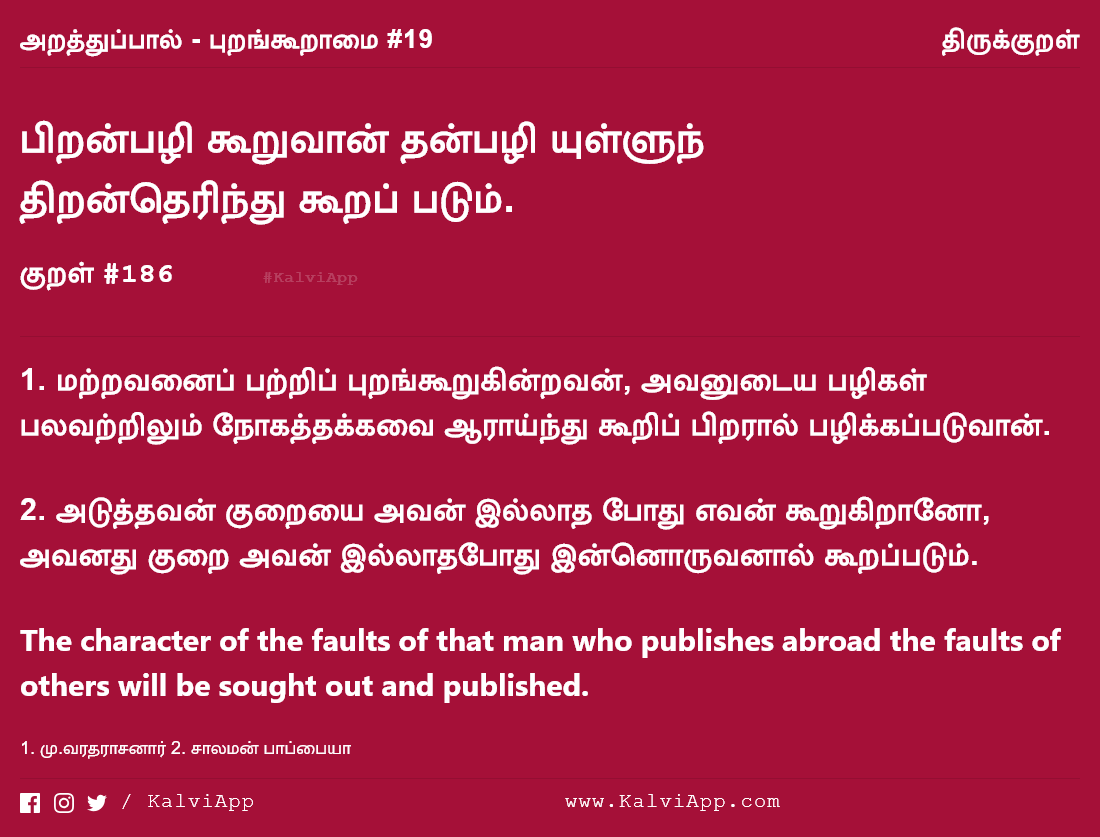 அறத்துப்பால் - புறங்கூறாமை #19
திருக்குறள்
பிறன்பழி கூறுவான் தன்பழி யுள்ளுந்
திறன்தெரிந்து கூறப் படும்.
குறள் #186
#KalviApp
1. மற்றவனைப் பற்றிப் புறங்கூறுகின்றவன், அவனுடைய பழிகள்
பலவற்றிலும் நோகத்தக்கவை ஆராய்ந்து கூறிப் பிறரால் பழிக்கப்படுவான்.
2. அடுத்தவன் குறையை அவன் இல்லாத போது எவன் கூறுகிறானோ,
அவனது குறை அவன் இல்லாதபோது இன்னொருவனால் கூறப்படும்.
The character of the faults of that man who publishes abroad the faults of
others will be sought out and published.
1. மு.வரதராசனார் 2. சாலமன் பாப்பையா
/ KalviApp
www.KalviApp.com